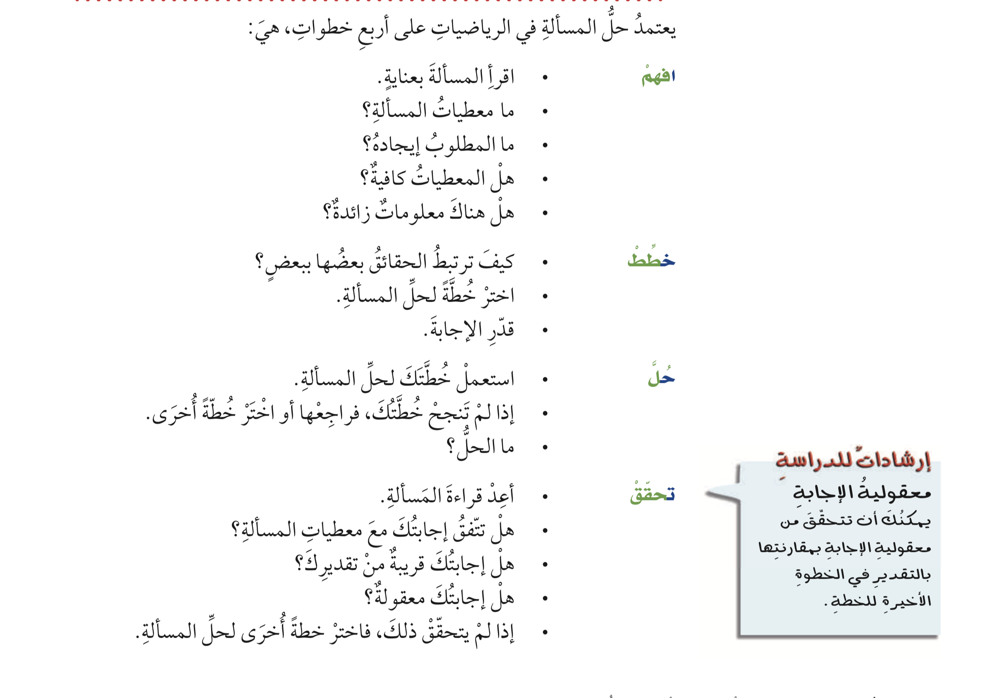 يعتمدُ حلُّ المسألةِ في الرياضياتِ على أربعِ خطواتٍ، هيَ:
افهمْ
• اقرأِ المسألةَ بعنايةٍ.
• ما معطياتُ المسألةِ؟
• ما المطلوبُ إيجادهُ؟
• هلْ المعطياتُ كافيةٌ؟
• هلْ هناكَ معلوماتٌ زائدةٌ؟
خطِّطْ
• كيفَ ترتبطُ الحقائقُ بعضُها ببعضٍ؟
• اخترْ خُطَّةً لحلِّ المسألةِ.
• قدّرِ الإجابةَ.
حُلَّ
• استعملْ خُطَّتَكَ لحلِّ المسألةِ.
• إذا لمْ تَنجحْ خُطَّتُكَ، فراجِعْها أو اخْتَرْ خُطّةً أُخرَى.
• ما الحلُّ؟
تحقّقْ
• أعِدْ قراءةَ المَسألةِ.
• هلْ تتّفقُ إجابتُكَ معَ معطياتِ المسألةِ؟
• هلْ إجابتُكَ قريبةٌ منْ تقديرِكَ؟
• هلْ إجابتُكَ معقولةٌ؟
• إذا لمْ يتحقّقْ ذلكَ، فاخترْ خطةً أُخرَى لحلِّ المسألةِ.
إرشاداتٌ للدراسةِ
معقوليةُ الإجابةِ
يمكنُكَ أن تتحقّقَ من
معقوليةِ الإجابةِ بمقارنتِها
بالتقديرِ في الخطوةِ
الأخيرةِ للخطةِ.